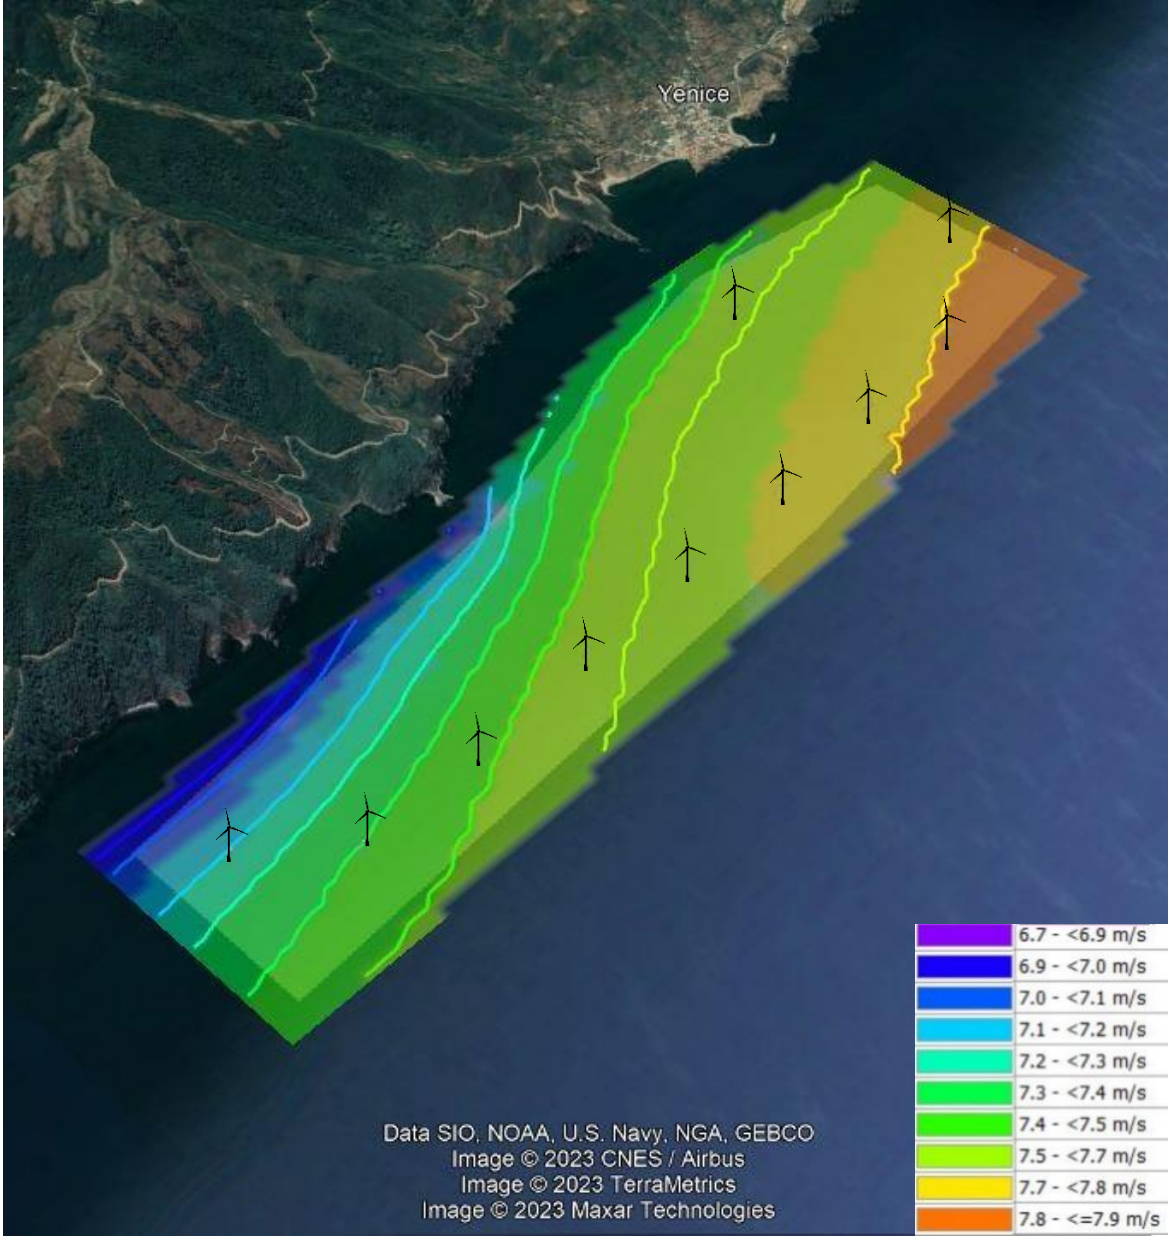 Yenice
6.7 - <6.9 m/s
6.9 - <7.0 m/s
7.0 - <7.1 m/s
7.1 - <7.2 m/s
7.2 - <7.3 m/s
7.3 - <7.4 m/s
7.4 - <7.5 m/s
7.5 - <7.7 m/s
7.7 - <7.8 m/s
7.8 - <=7.9 m/s
Data SIO, NOAA, U.S. Navy, NGA, GEBCO
Image © 2023 CNES / Airbus
Image © 2023 TerraMetrics
Image © 2023 Maxar Technologies